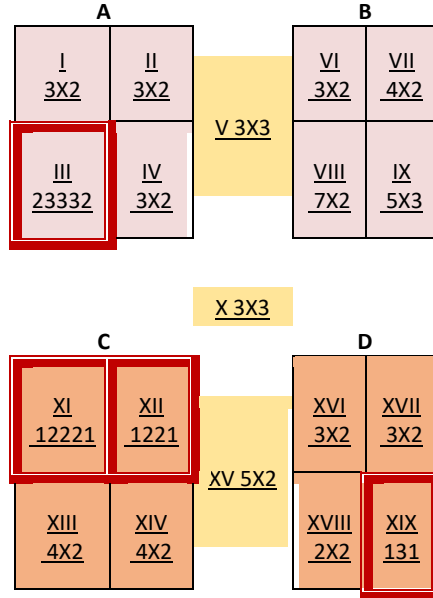 A B
I II VI VII
3X2 3X2 3X2 4X2
V 3X3
III IV VIII IX
23332 3X2 7X2 5X3
X 3X3
C D
XI XII XVI XVII
12221 1221 3X2 3X2
XV 5X2
XIII XIV XVIII XIX
4X2 4X2 2X2 131